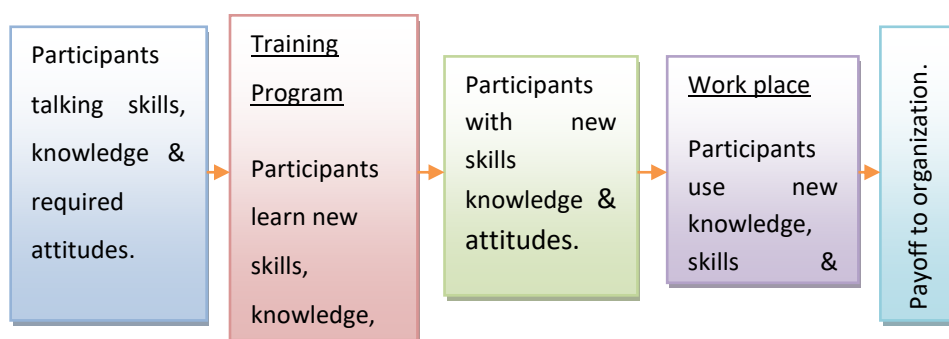 Participants
talking skills,
knowledge &
required
attitudes.
Training
Program
Participants
learn new
skills,
knowledge,
Participants
with new
skills
knowledge &
attitudes.
Work place
Participants
use new
knowledge,
skills &
Payoff to organization.